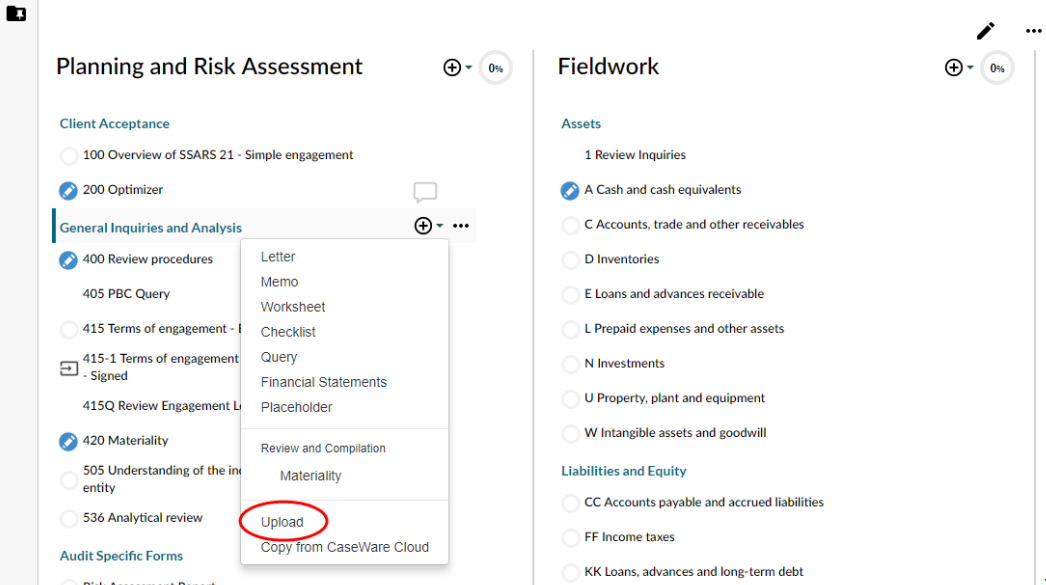 Planning and Risk Assessment
0%
Client Acceptance
100 Overview of SSARS 21 - Simple engagement
200 Optimizer
General Inquiries and Analysis
400 Review procedures
405 PBC Query
415 Terms of engagement -
415-1 Terms of engagement
- Signed
415Q Review Engagement
420 Materiality
505 Understanding of the
entity
536 Analytical review
Audit Specific Forms
Letter
Memo
Worksheet
Checklist
Query
Financial Statements
Placeholder
Review and Compilation
Materiality
Upload
Copy from CaseWare Cloud
Fieldwork
0%
Assets
1 Review Inquiries
A Cash and cash equivalents
C Accounts, trade and other receivables
D Inventories
E Loans and advances receivable
L Prepaid expenses and other assets
N Investments
U Property, plant and equipment
W Intangible assets and goodwill
Liabilities and Equity
CC Accounts payable and accrued liabilities
FF Income taxes
KK Loans, advances and long-term debt